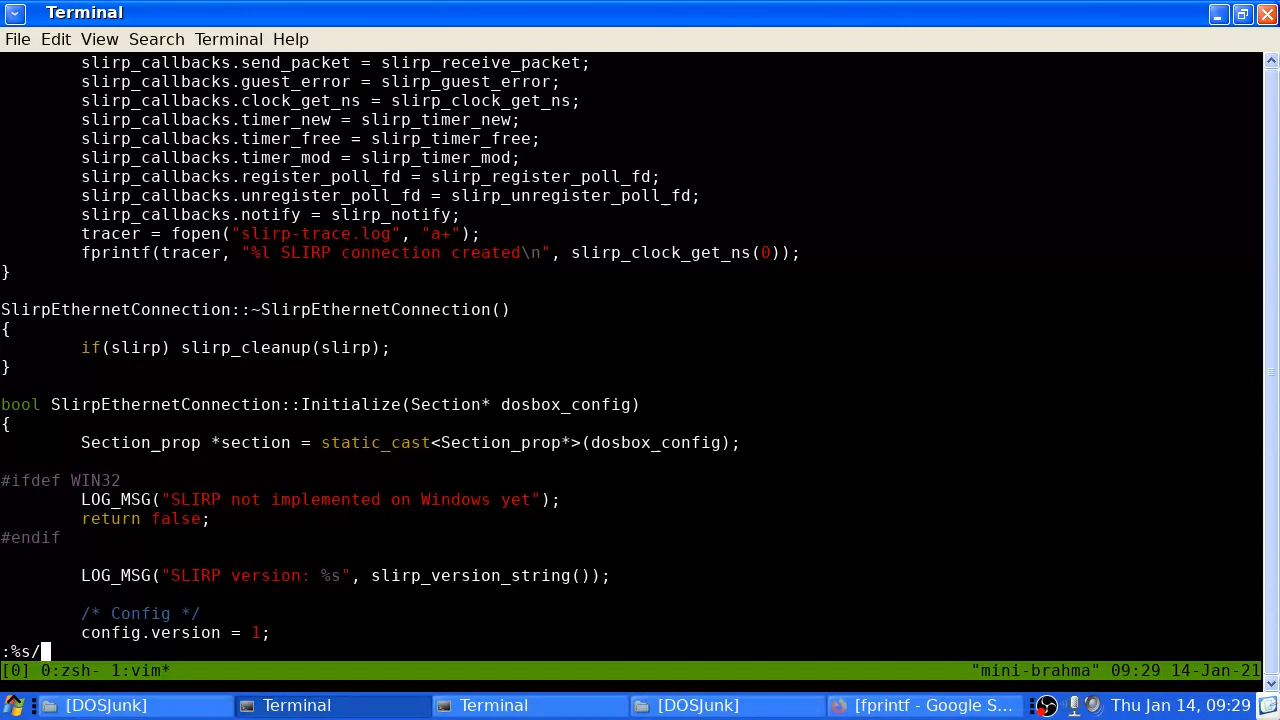 Terminal
File Edit View Search Terminal Help
slirp_callbacks.send_packet = slirp_receive_packet;
slirp_callbacks.guest_error = slirp_guest_error;
slirp_callbacks.clock_get_ns = slirp_clock_get_ns;
slirp_callbacks.timer_new = slirp_timer_new;
slirp_callbacks.timer_free = slirp_timer_free;
slirp_callbacks.timer_mod = slirp_timer_mod;
slirp_callbacks.register_poll_fd = slirp_register_poll_fd;
slirp_callbacks.unregister_poll_fd = slirp_unregister_poll_fd;
slirp_callbacks.notify = slirp_notify;
tracer = fopen("slirp-trace.log", "a+");
fprintf(tracer, "%l SLIRP connection created\n", slirp_clock_get_ns(0));
}
SlirpEthernetConnection::~SlirpEthernetConnection()
{
if(slirp) slirp_cleanup(slirp);
}
bool SlirpEthernetConnection::Initialize(Section* dosbox_config)
{
Section_prop *section = static_cast<Section_prop*>(dosbox_config);
#ifdef WIN32
LOG_MSG("SLIRP not implemented on Windows yet");
return false;
#endif
LOG_MSG("SLIRP version: %s", slirp_version_string());
/* Config */
config.version = 1;
:%s/
[0] 0:zsh- 1:vim* "mini-brahma" 09:29 14-Jan-21
[DOSJunk] Terminal Terminal [DOSJunk] [fprintf - Google S... Thu Jan 14, 09:29